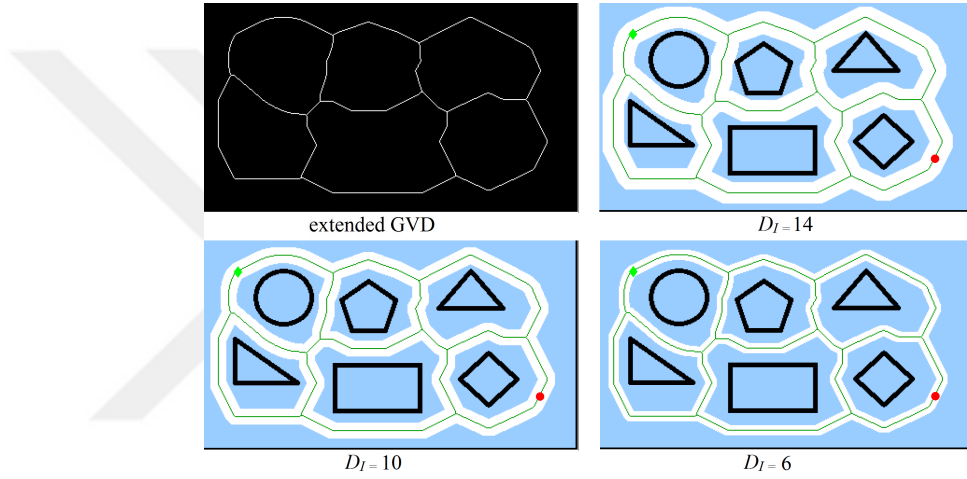 extended GVD
D_I = 14
D_I = 10
D_I = 6